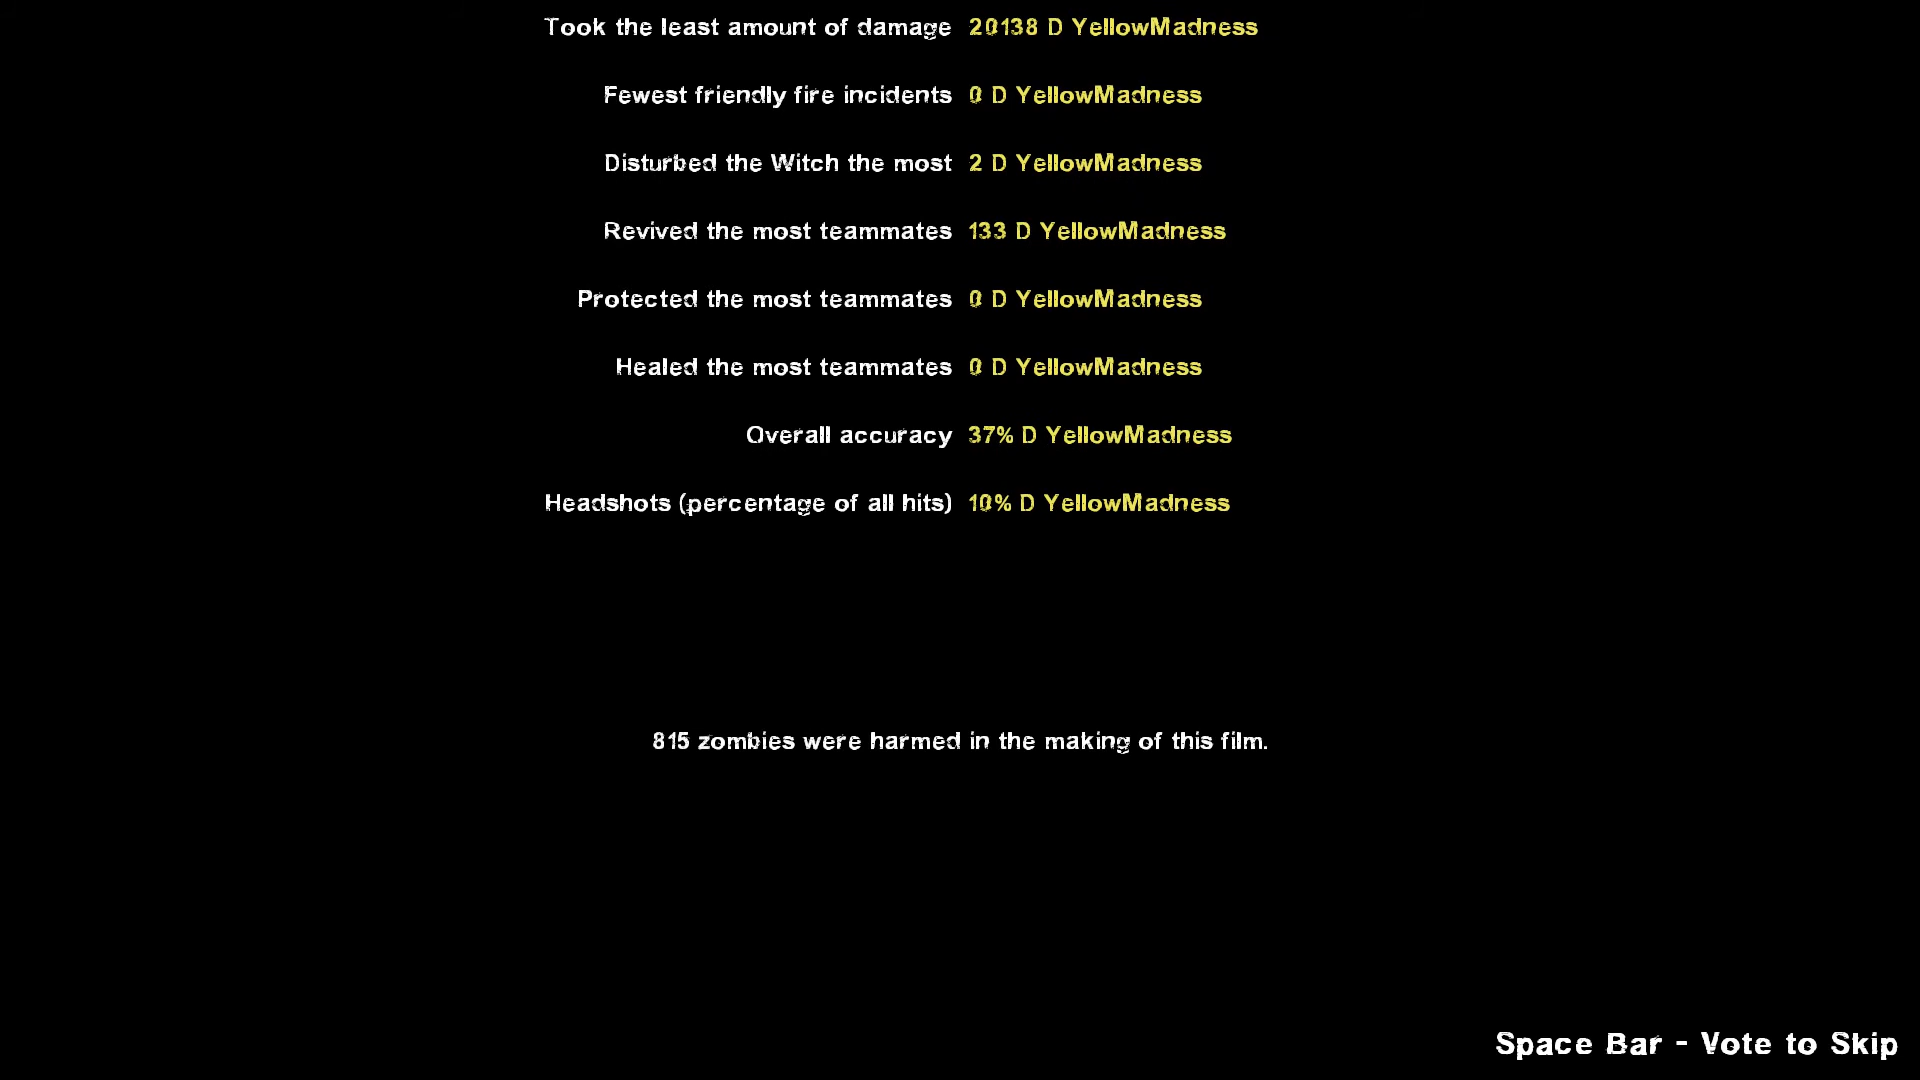 Took the least amount of damage 20138 D YellowMadness
Fewest friendly fire incidents 0 D YellowMadness
Disturbed the Witch the most 2 D YellowMadness
Revived the most teammates 133 D YellowMadness
Protected the most teammates 0 D YellowMadness
Healed the most teammates 0 D YellowMadness
Overall accuracy 37% D YellowMadness
Headshots (percentage of all hits) 10% D YellowMadness
815 zombies were harmed in the making of this film.
Space Bar - Vote to Skip